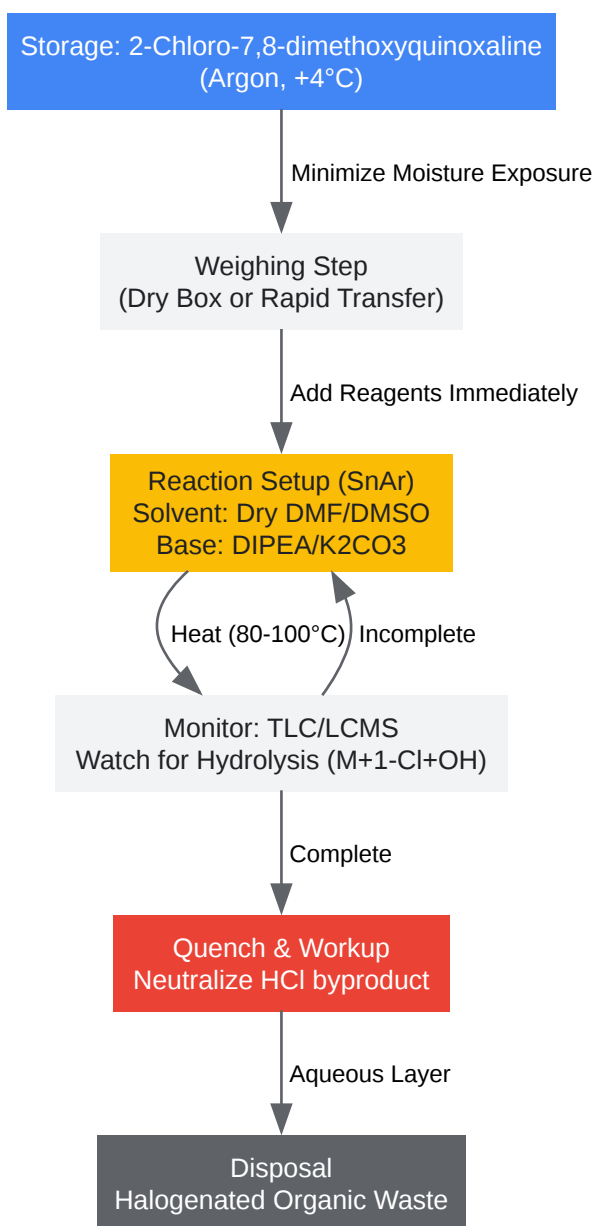 Storage: 2-Chloro-7,8-dimethoxyquinoxaline
(Argon, +4°C)
Minimize Moisture Exposure
Weighing Step
(Dry Box or Rapid Transfer)
Add Reagents Immediately
Reaction Setup (SnAr)
Solvent: Dry DMF/DMSO
Base: DIPEA/K2CO3
Heat (80-100°C)
Incomplete
Monitor: TLC/LCMS
Watch for Hydrolysis (M+1-Cl+OH)
Complete
Quench & Workup
Neutralize HCl byproduct
Aqueous Layer
Disposal
Halogenated Organic Waste